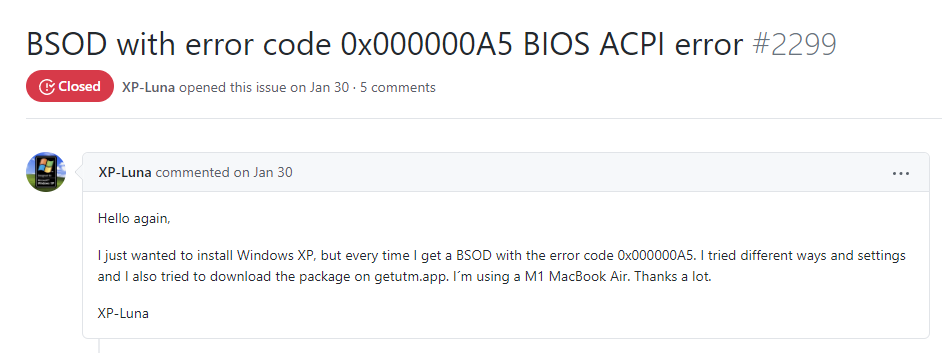 BSOD with error code 0x000000A5 BIOS ACPI error #2299
Closed XP-Luna opened this issue on Jan 30 · 5 comments
XP-Luna commented on Jan 30 ...
Hello again,
I just wanted to install Windows XP, but every time I get a BSOD with the error code 0x000000A5. I tried different ways and settings
and I also tried to download the package on getutm.app. I´m using a M1 MacBook Air. Thanks a lot.
XP-Luna